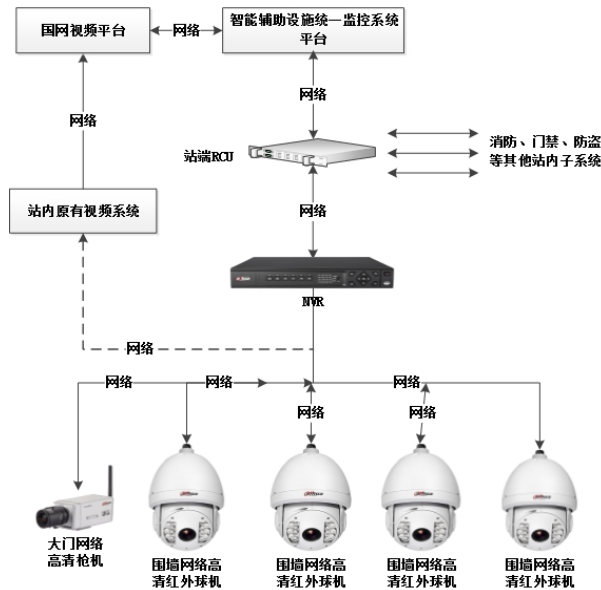 国网视频平台
网络
智能辅助设施统一监控系统
平台
网络
网络
站端RCU
消防、门禁、防盗
等其他站内子系统
站内原有视频系统
网络
NVR
网络
网络
网络
网络
网络
网络
大门网络
高清枪机
围墙网络高
清红外球机
围墙网络高
清红外球机
围墙网络高
清红外球机
围墙网络高
清红外球机